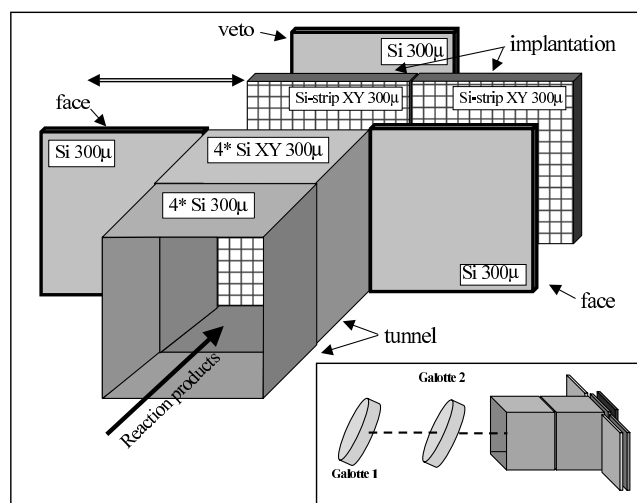 veto
Si 300μ
implantation
Si-strip XY 300μ
Si-strip XY 300μ
face
Si 300μ
4* Si XY 300μ
4* Si 300μ
Si 300μ
face
tunnel
Reaction products
Galotte 2
Galotte 1